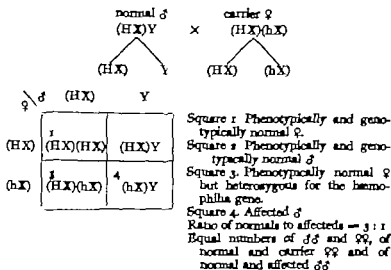 normal ♂ carrier ♀
(HX)Y × (HX)(hX)
(HX) Y (HX) (hX)
♀ \ ♂ (HX) Y
1
(HX) (HX)(HX) (HX)Y
3 4
(hX) (HX)(hX) (hX)Y
Square 1 Phenotypically and geno-
typically normal ♀.
Square 2 Phenotypically and geno-
typically normal ♂
Square 3. Phenotypically normal ♀
but heterozygous for the hæmo-
philia gene.
Square 4. Affected ♂
Ratio of normals to affecteds = 3 : 1
Equal numbers of ♂♂ and ♀♀, of
normal and carrier ♀♀ and of
normal and affected ♂♂